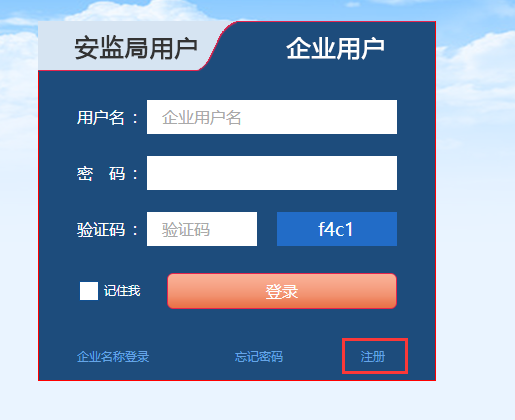 安监局用户 企业用户
用户名： 企业用户名
密 码：
验证码： 验证码 f4c1
记住我 登录
企业名称登录 忘记密码 注册